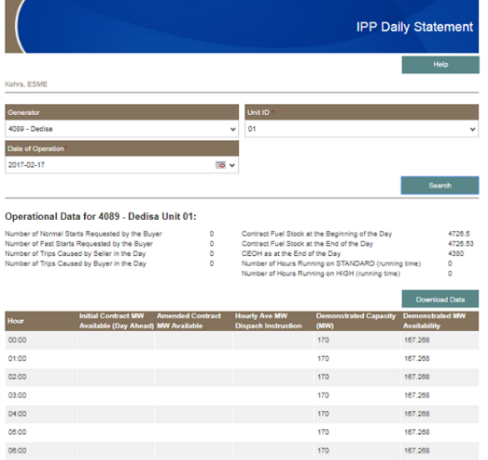 IPP Daily Statement
Help
Kehrs, ESME
Generator
Unit ID *
4089 - Dedisa
01
Date of Operation *
2017-02-17
Search
Operational Data for 4089 - Dedisa Unit 01:
Number of Normal Starts Requested by the Buyer 0 Contract Fuel Stock at the Beginning of the Day 4726.5
Number of Fast Starts Requested by the Buyer 0 Contract Fuel Stock at the End of the Day 4726.53
Number of Trips Caused by Seller in the Day 0 CEOH as at the End of the Day 4380
Number of Trips Caused by Buyer in the Day 0 Number of Hours Running on STANDARD (running time) 0
Number of Hours Running on HIGH (running time) 0
Download Data
Hour Initial Contract MW Available (Day Ahead) Amended Contract MW Available Hourly Ave MW Dispach Instruction Demonstrated Capacity (MW) Demonstrated MW Availability
00:00 170 167.268
01:00 170 167.268
02:00 170 167.268
03:00 170 167.268
04:00 170 167.268
05:00 170 167.268
06:00 170 167.268